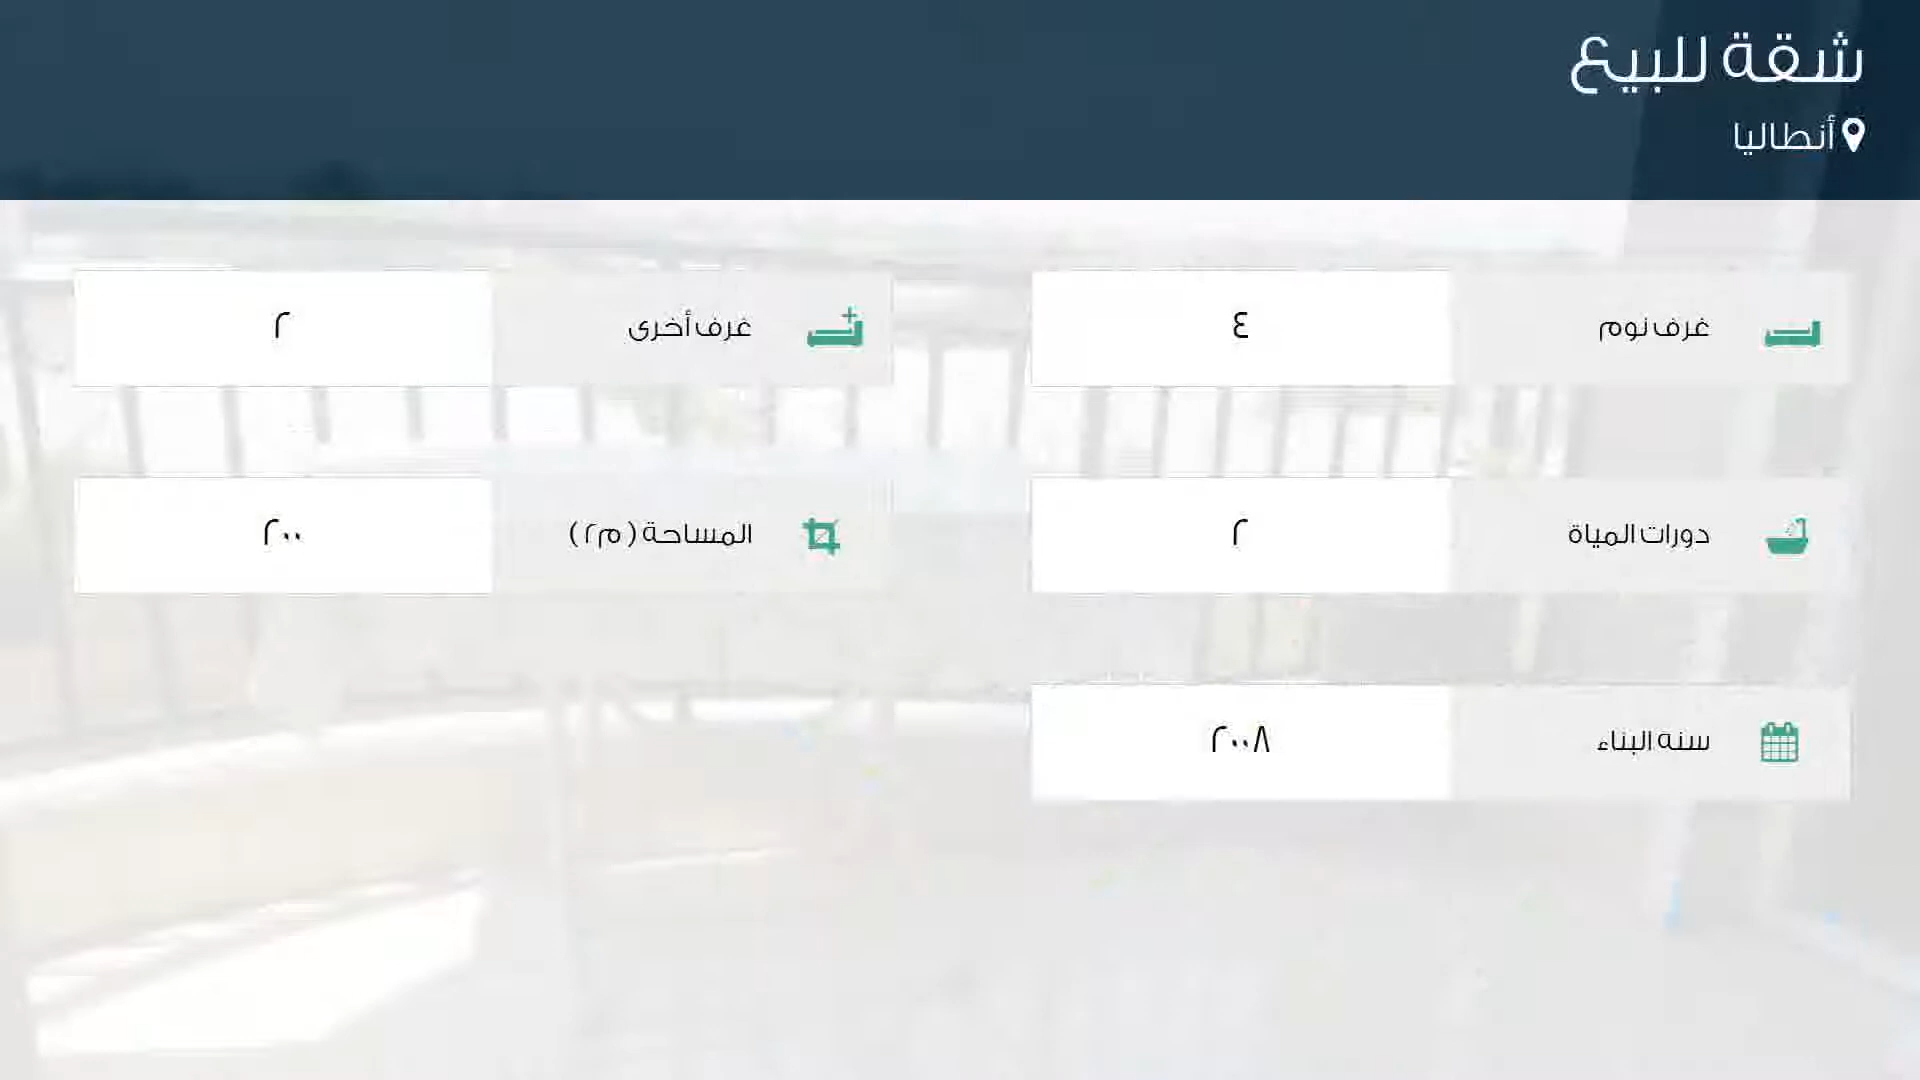 شقة للبيع
أنطاليا
غرف نوم ٤
غرف أخرى ٢
دورات المياة ٢
المساحة (م٢) ٢٠٠
سنه البناء ٢٠٠٨